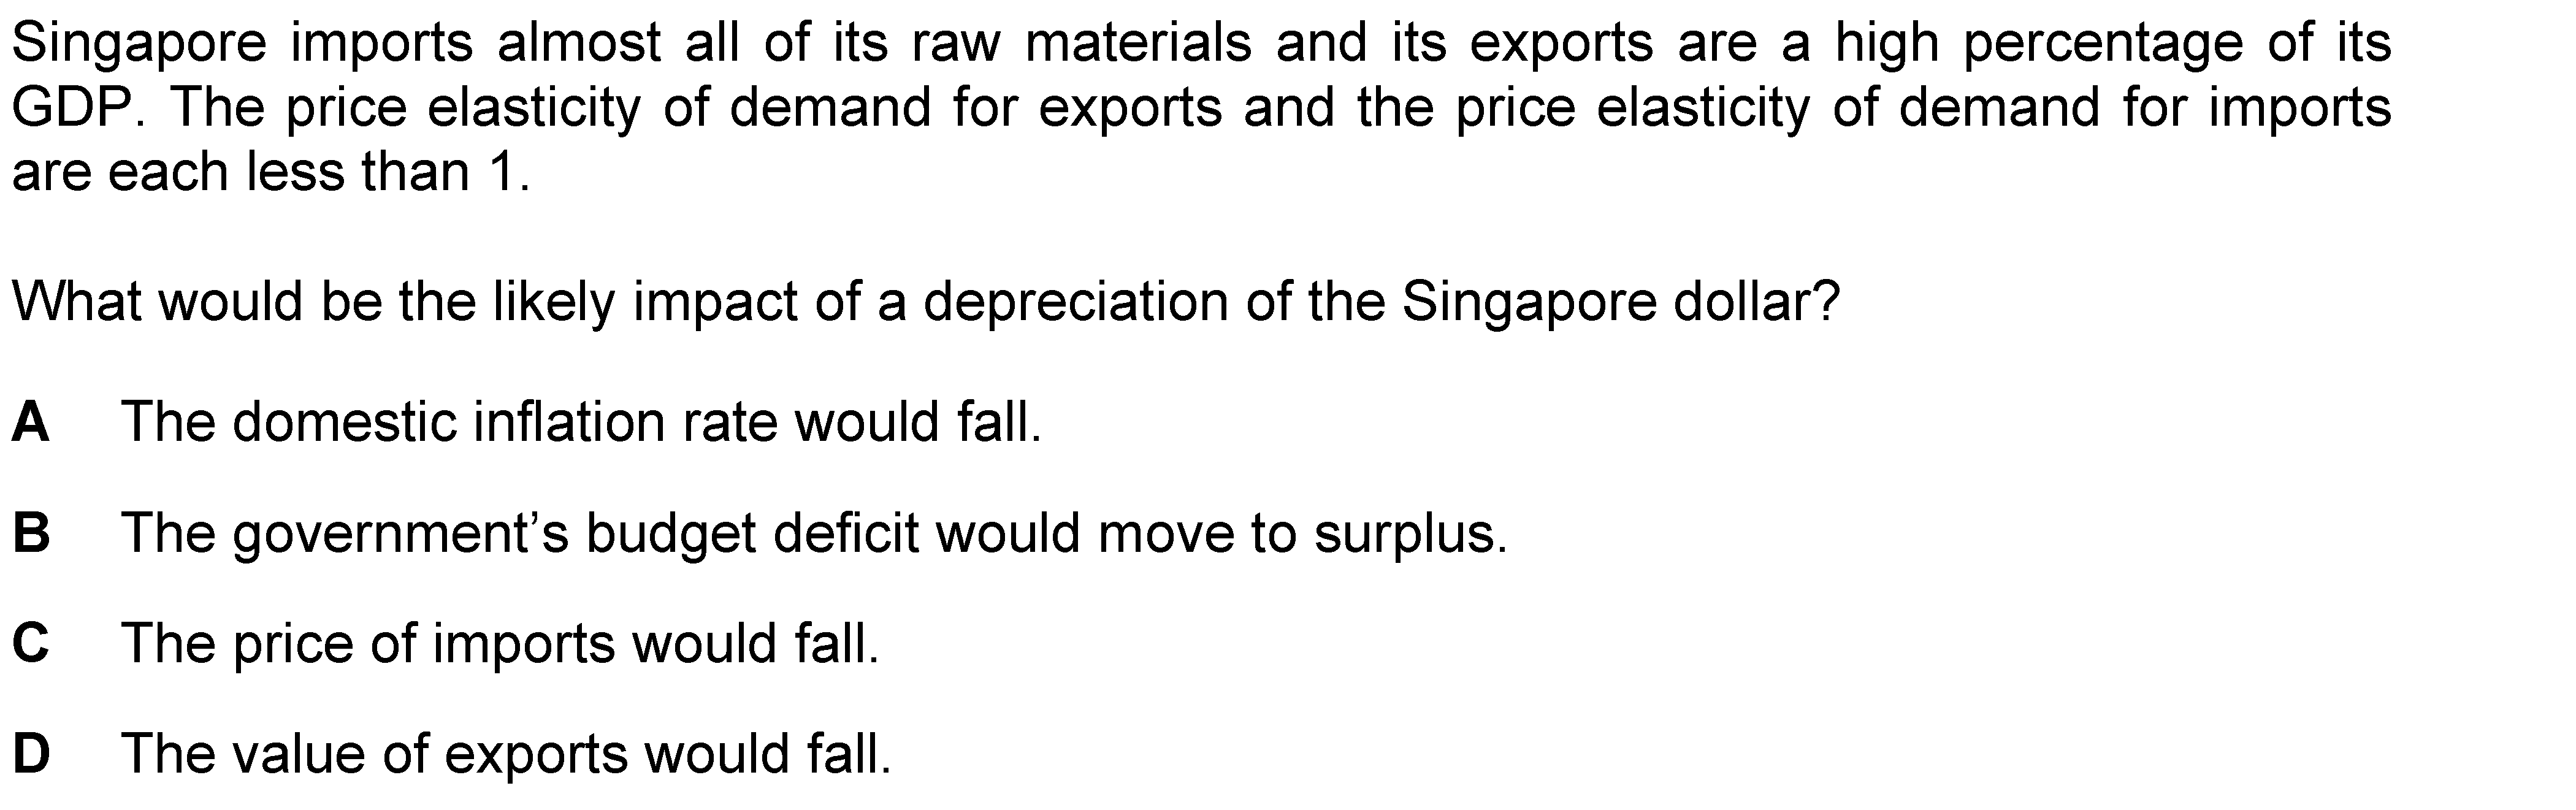 Singapore imports almost all of its raw materials and its exports are a high percentage of its
GDP. The price elasticity of demand for exports and the price elasticity of demand for imports
are each less than 1.
What would be the likely impact of a depreciation of the Singapore dollar?
A The domestic inflation rate would fall.
B The government’s budget deficit would move to surplus.
C The price of imports would fall.
D The value of exports would fall.